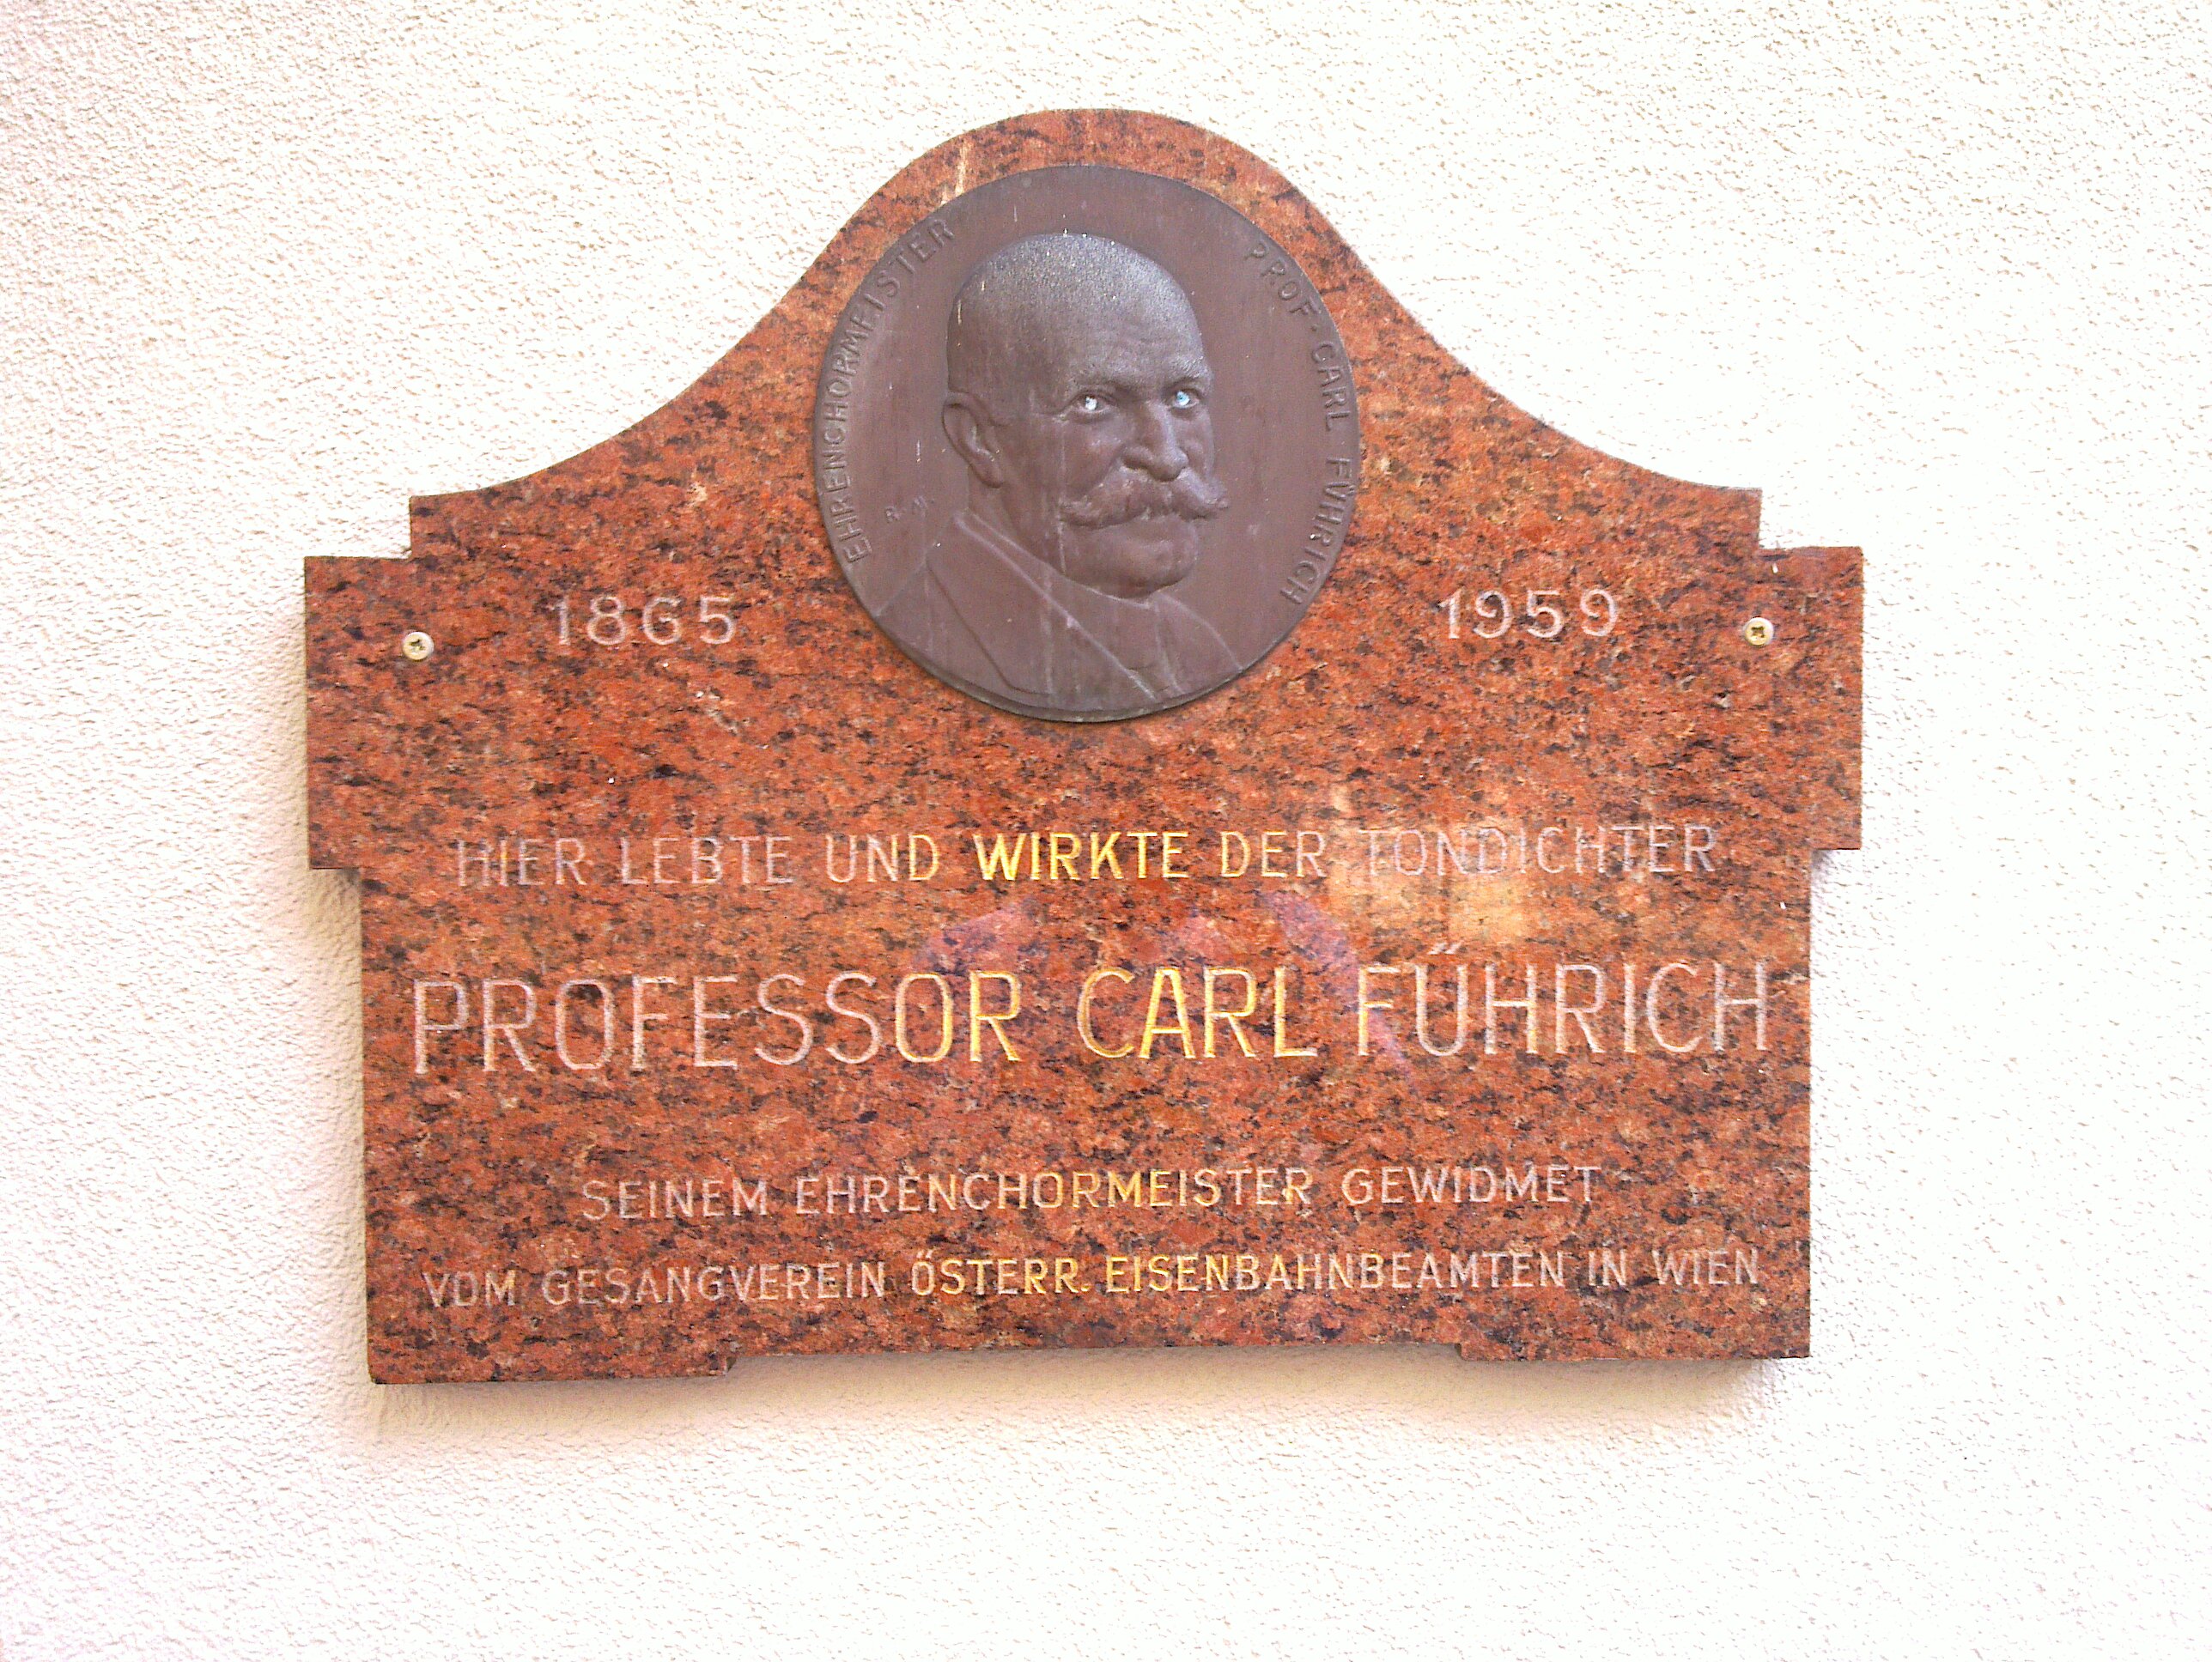 EHRENCHORMEISTER PROF·CARL FÜHRICH
R.M.
1865 1959
HIER LEBTE UND WIRKTE DER TONDICHTER
PROFESSOR CARL FÜHRICH
SEINEM EHRENCHORMEISTER GEWIDMET
VOM GESANGVEREIN ÖSTERR. EISENBAHNBEAMTEN IN WIEN